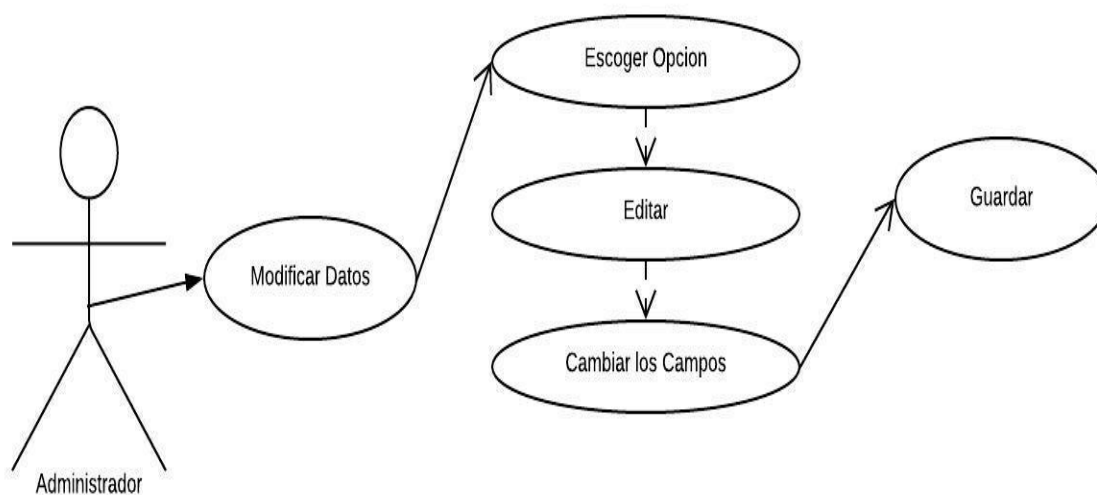 Escoger Opcion
Editar
Guardar
Modificar Datos
Cambiar los Campos
Administrador